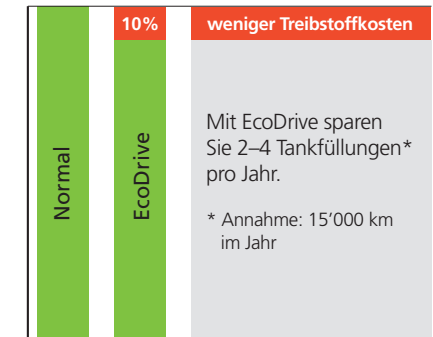 10% weniger Treibstoffkosten
Normal
EcoDrive
Mit EcoDrive sparen
Sie 2–4 Tankfüllungen*
pro Jahr.
* Annahme: 15’000 km
im Jahr